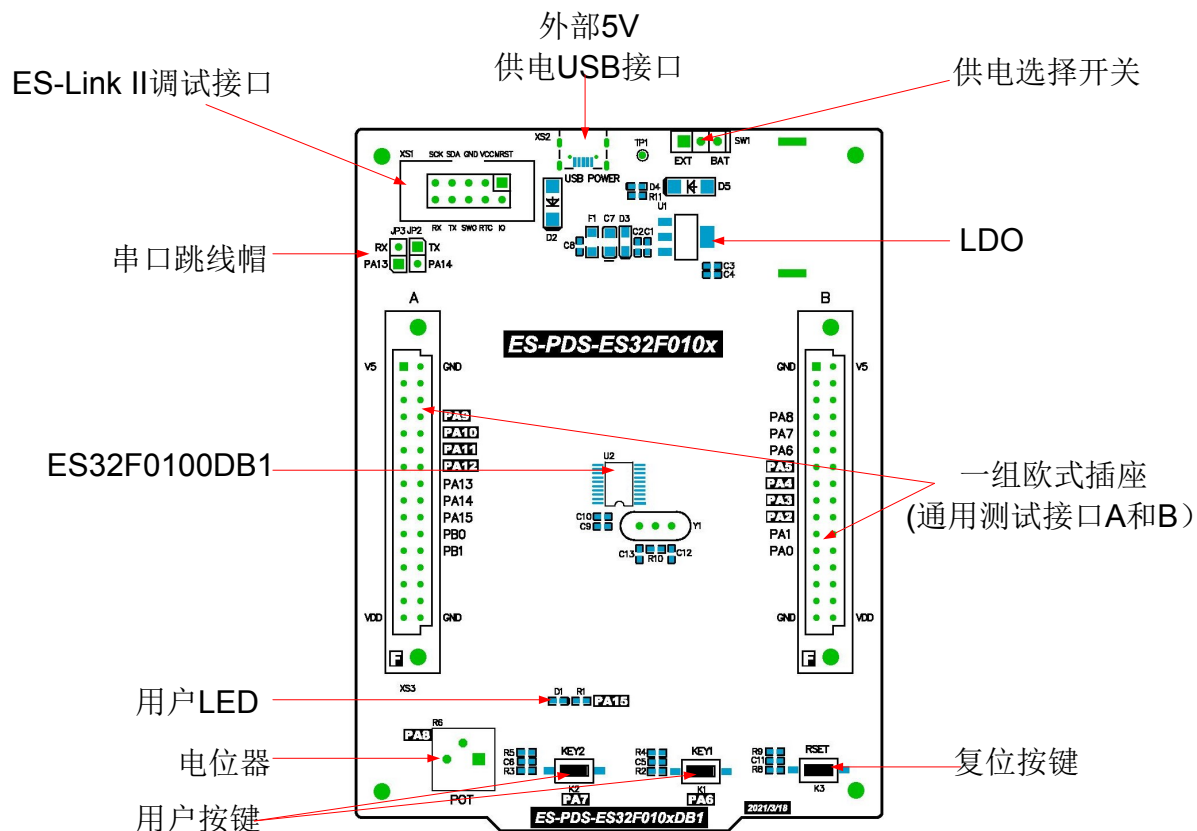 外部5V
供电USB接口
ES-Link II调试接口
供电选择开关
XS2
TP1
SW1
EXT BAT
XS1
SCK SDA GND VCC MRST
USB POWER
D4
R11
D5
U1
RX TX SWO RTC IO
D2
F1 C7 D3
C8
C2 C1
LDO
JP3 JP2
RX TX
PA13 PA14
串口跳线帽
C3
C4
A
B
ES-PDS-ES32F010x
V5 GND
GND V5
PA9
PA10
PA11
PA12
PA13
PA14
PA15
PB0
PB1
PA8
PA7
PA6
PA5
PA4
PA3
PA2
PA1
PA0
ES32F0100DB1
U2
C10
C9
Y1
C13 R10 C12
一组欧式插座
(通用测试接口A和B）
VDD GND
GND VDD
F
F
XS3
用户LED
D1 R1 PA15
电位器
PA8
R6
POT
R5
C6
R3
KEY2
K2
PA7
R4
C5
R2
KEY1
K1
PA6
R9
C11
R8
RSET
K3
复位按键
用户按键
ES-PDS-ES32F010xDB1
2021/3/18